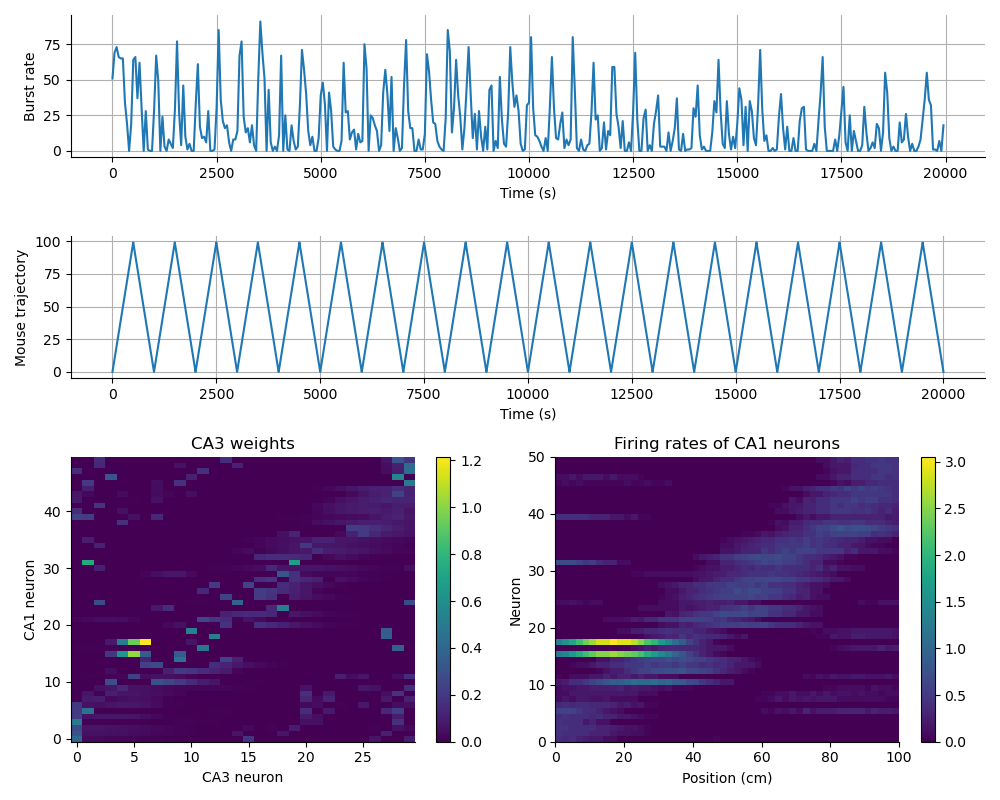 Burst rate
75
50
25
0
0 2500 5000 7500 10000 12500 15000 17500 20000
Time (s)
Mouse trajectory
100
75
50
25
0
0 2500 5000 7500 10000 12500 15000 17500 20000
Time (s)
CA3 weights
CA1 neuron
40
30
20
10
0
0 5 10 15 20 25
CA3 neuron
1.2
1.0
0.8
0.6
0.4
0.2
0.0
Firing rates of CA1 neurons
Neuron
50
40
30
20
10
0
0 20 40 60 80 100
Position (cm)
3.0
2.5
2.0
1.5
1.0
0.5
0.0